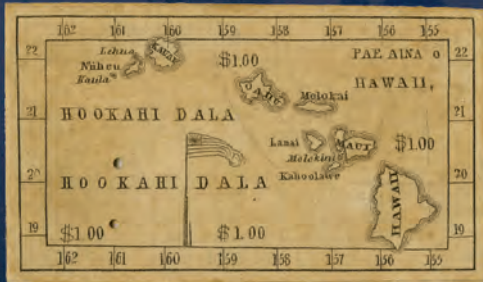 162 161 160 159 158 157 156 155
22 Lehua KAUAI $1.00 PAE AINA o 22
Niihau
Kaula
OAHU Molokai HAWAII,
21 HOOKAHI DALA 21
Lanai MAUI $1.00
Molokini
Kahoolawe
20 HOOKAHI DALA 20
HAWAII
19 $1.00 $1.00 19
162 161 160 159 158 157 156 155